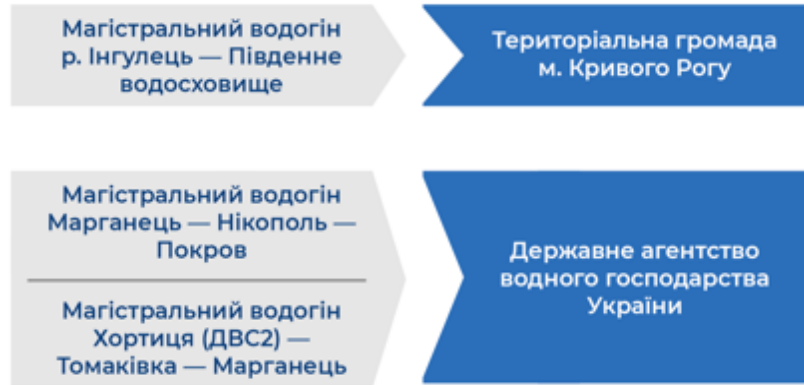 Магістральний водогін
р. Інгулець — Південне
водосховище
Територіальна громада
м. Кривого Рогу
Магістральний водогін
Марганець — Нікополь —
Покров
Магістральний водогін
Хортиця (ДВС2) —
Томаківка — Марганець
Державне агентство
водного господарства
України